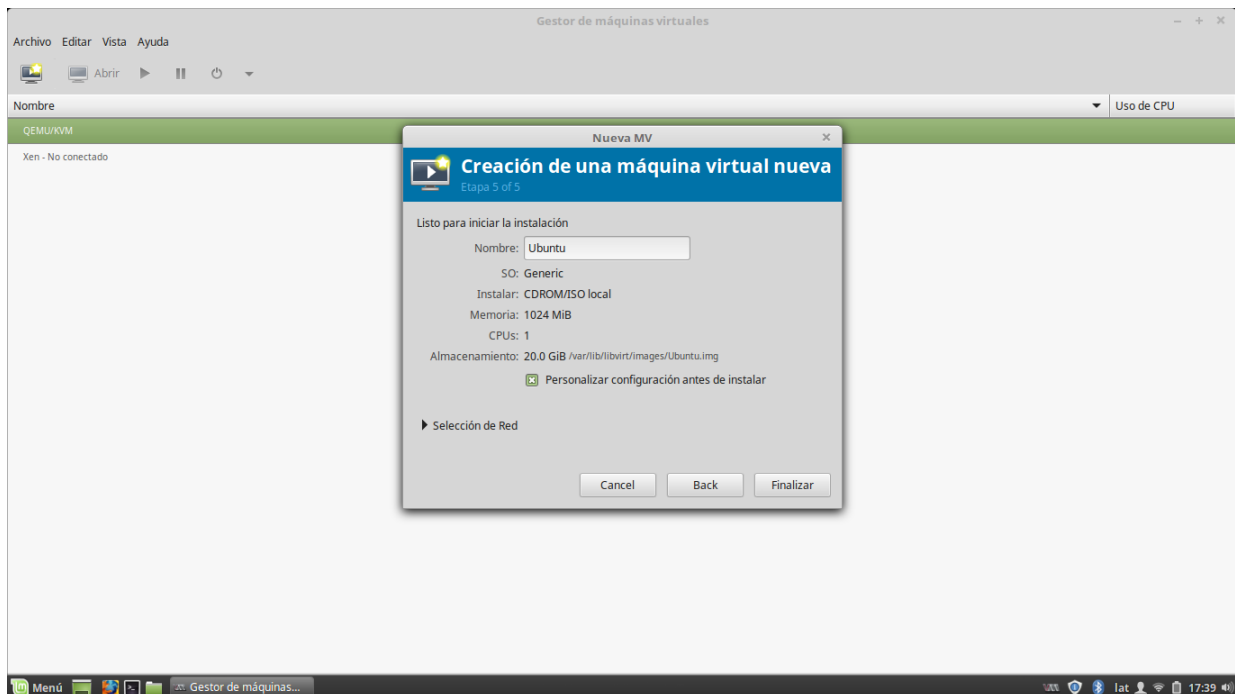 Gestor de máquinas virtuales
Archivo Editar Vista Ayuda
Abrir
Nombre Uso de CPU
QEMU/KVM
Xen - No conectado
Nueva MV
Creación de una máquina virtual nueva
Etapa 5 of 5
Listo para iniciar la instalación
Nombre: Ubuntu
SO: Generic
Instalar: CDROM/ISO local
Memoria: 1024 MiB
CPUs: 1
Almacenamiento: 20.0 GiB /var/lib/libvirt/images/Ubuntu.img
Personalizar configuración antes de instalar
Selección de Red
Cancel Back Finalizar
Menú Gestor de máquinas... lat 17:39